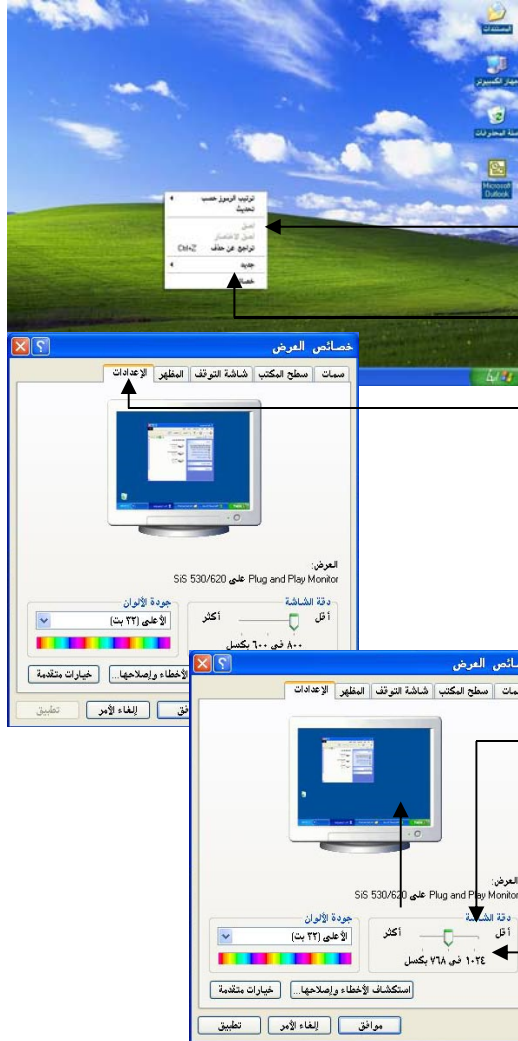 المستندات
جهاز الكمبيوتر
سلة المحذوفات
Microsoft Outlook
ترتيب الرموز حسب
تحديث
لصق
لصق الاختصار
تراجع عن حذف Ctrl+Z
جديد
خصائص العرض
سمات
سطح المكتب
شاشة التوقف
المظهر
الإعدادات
العرض:
Plug and Play Monitor على SiS 530/620
دقة الشاشة
أقل
أكثر
٨٠٠ في ٦٠٠ بكسل
جودة الألوان
الأعلى (٣٢ بت)
الأخطاء وإصلاحها...
خيارات متقدمة
إلغاء الأمر
تطبيق
العرض
سطح المكتب
شاشة التوقف
المظهر
الإعدادات
العرض:
Plug and Play Monitor على SiS 530/620
دقة الشاشة
أقل
أكثر
١٠٢٤ في ٧٦٨ بكسل
جودة الألوان
الأعلى (٣٢ بت)
استكشاف الأخطاء وإصلاحها...
خيارات متقدمة
موافق
إلغاء الأمر
تطبيق